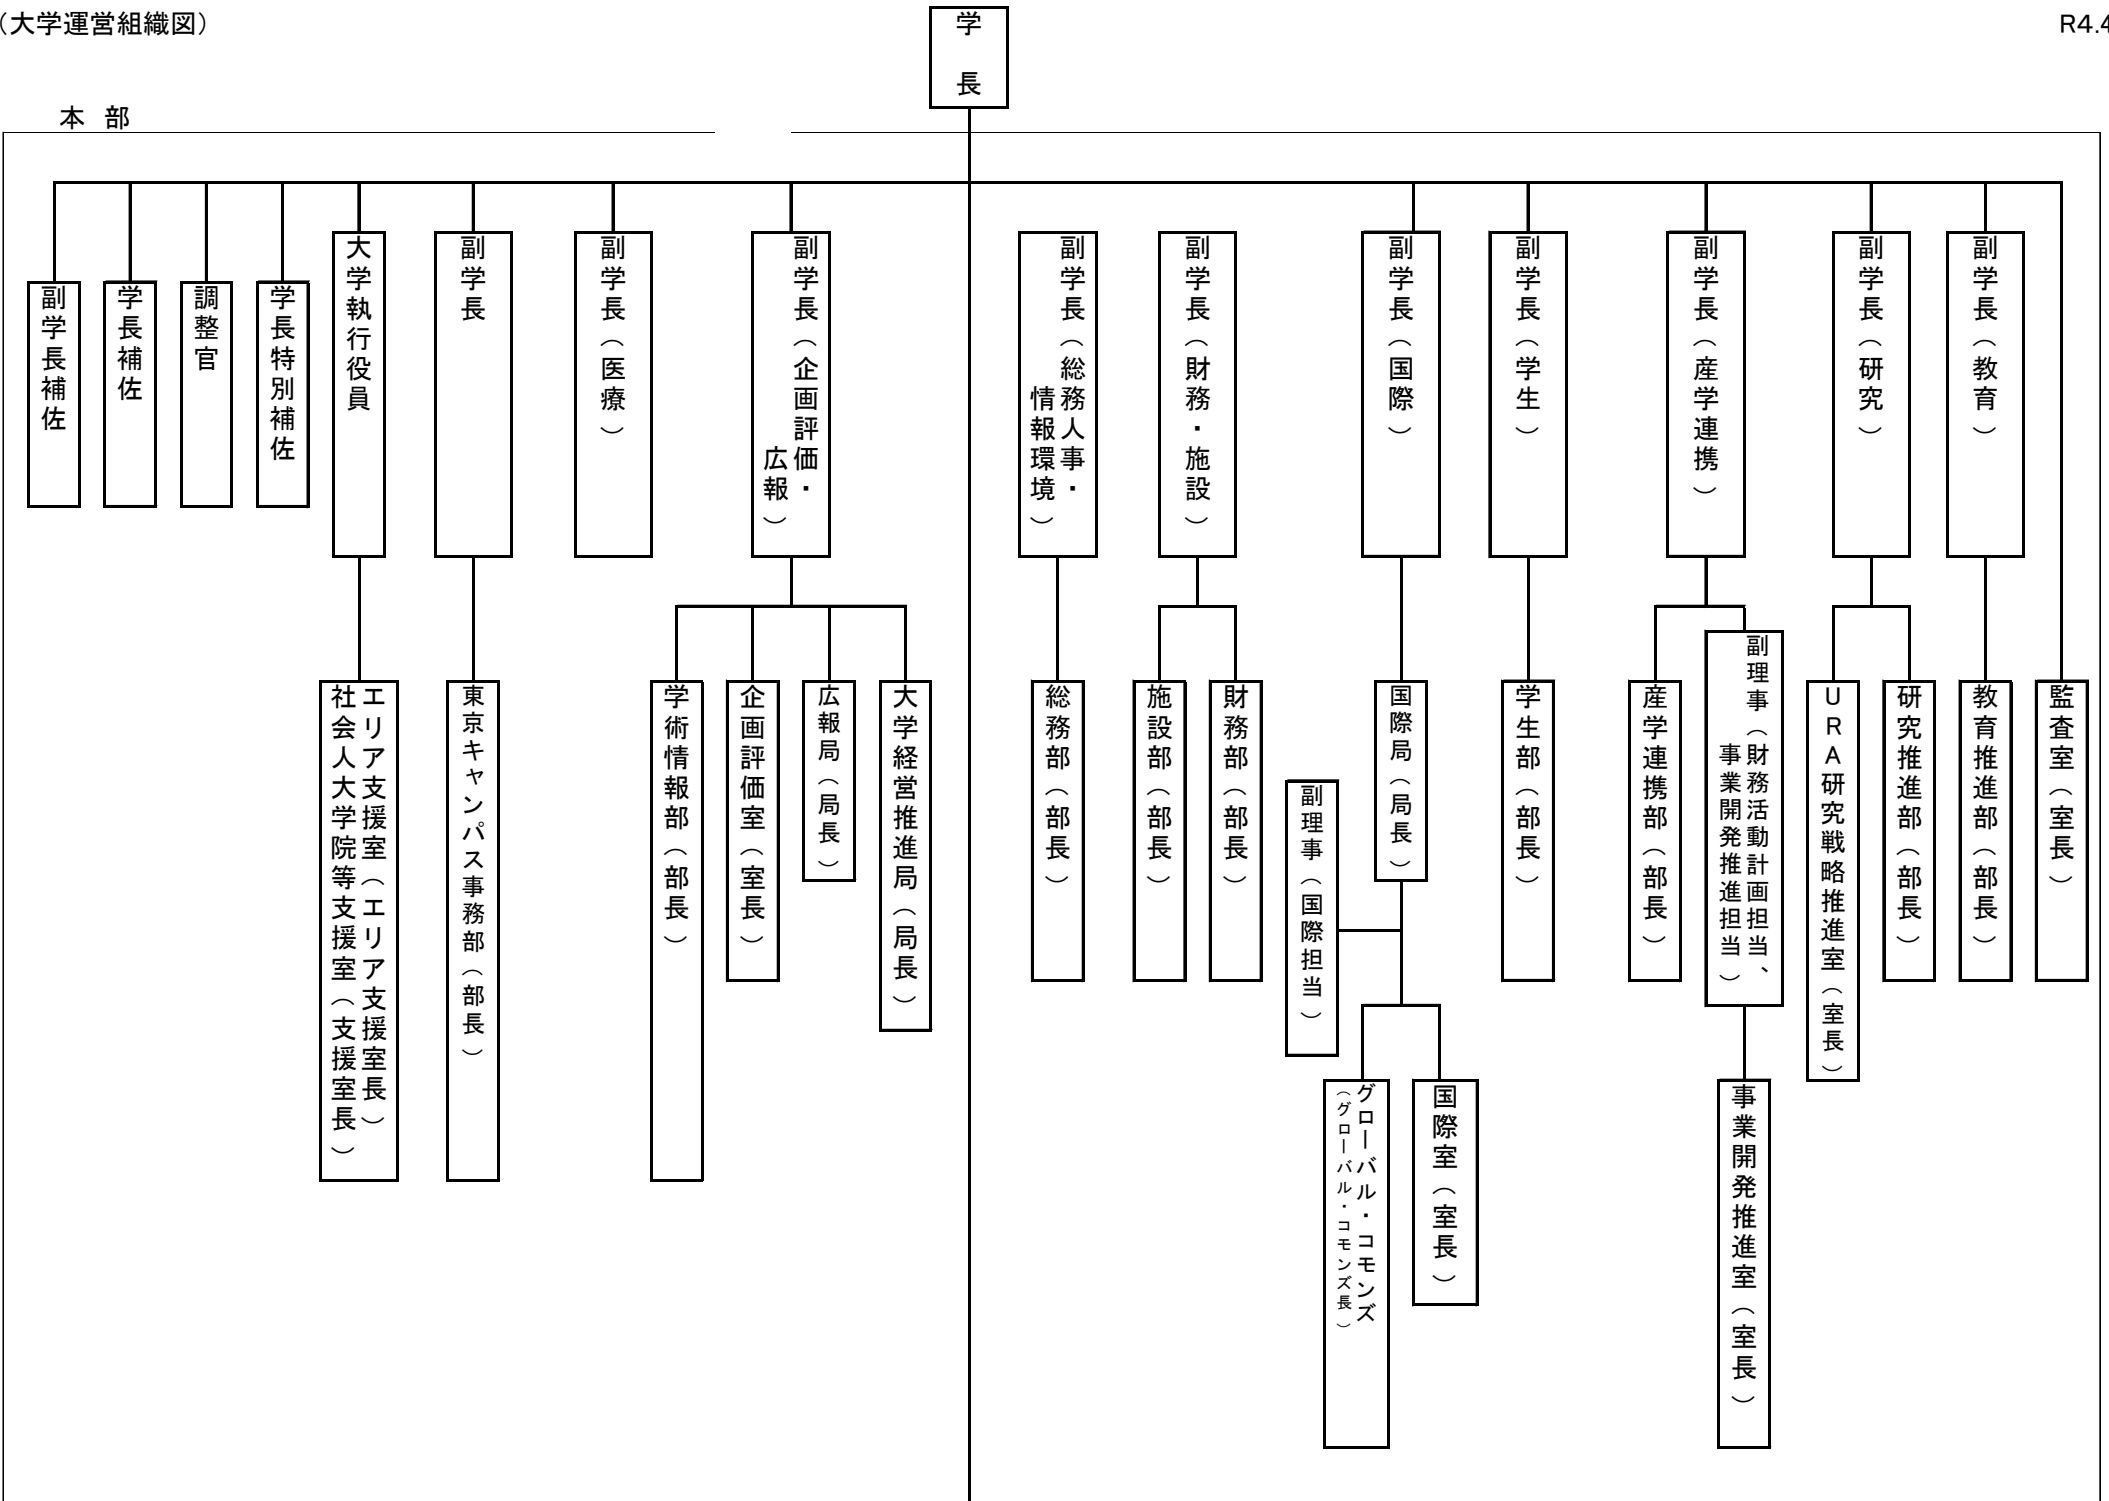 （大学運営組織図）
R4.4
学長
本部
副学長補佐
学長補佐
調整官
学長特別補佐
大学執行役員
副学長
副学長（医療）
副学長（企画評価・
広報）
副学長（総務人事・
情報環境）
副学長（財務・施設）
副学長（国際）
副学長（学生）
副学長（産学連携）
副学長（研究）
副学長（教育）
エリア支援室（エリア支援室長）
社会人大学院等支援室（支援室長）
東京キャンパス事務部（部長）
学術情報部（部長）
企画評価室（室長）
広報局（局長）
大学経営推進局（局長）
総務部（部長）
施設部（部長）
財務部（部長）
副理事（国際担当）
国際局（局長）
学生部（部長）
産学連携部（部長）
副理事（財務活動計画担当、
事業開発推進担当）
URA研究戦略推進室（室長）
研究推進部（部長）
教育推進部（部長）
監査室（室長）
グローバル・コモンズ
（グローバル・コモンズ長）
国際室（室長）
事業開発推進室（室長）